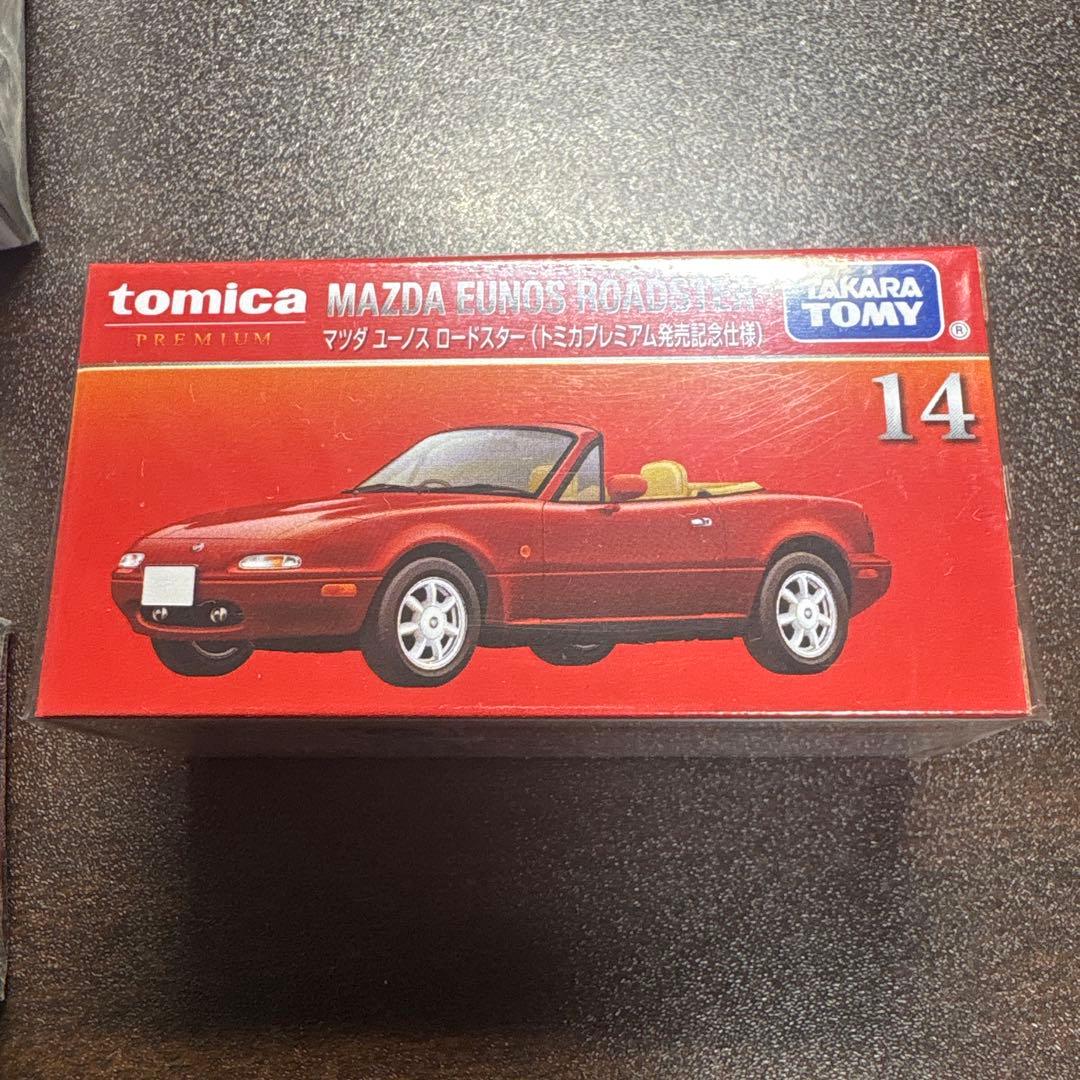 tomica
PREMIUM
MAZDA EUNOS ROADSTER
マツダ ユーノス ロードスター (トミカプレミアム発売記念仕様)
TAKARA
TOMY
®
14